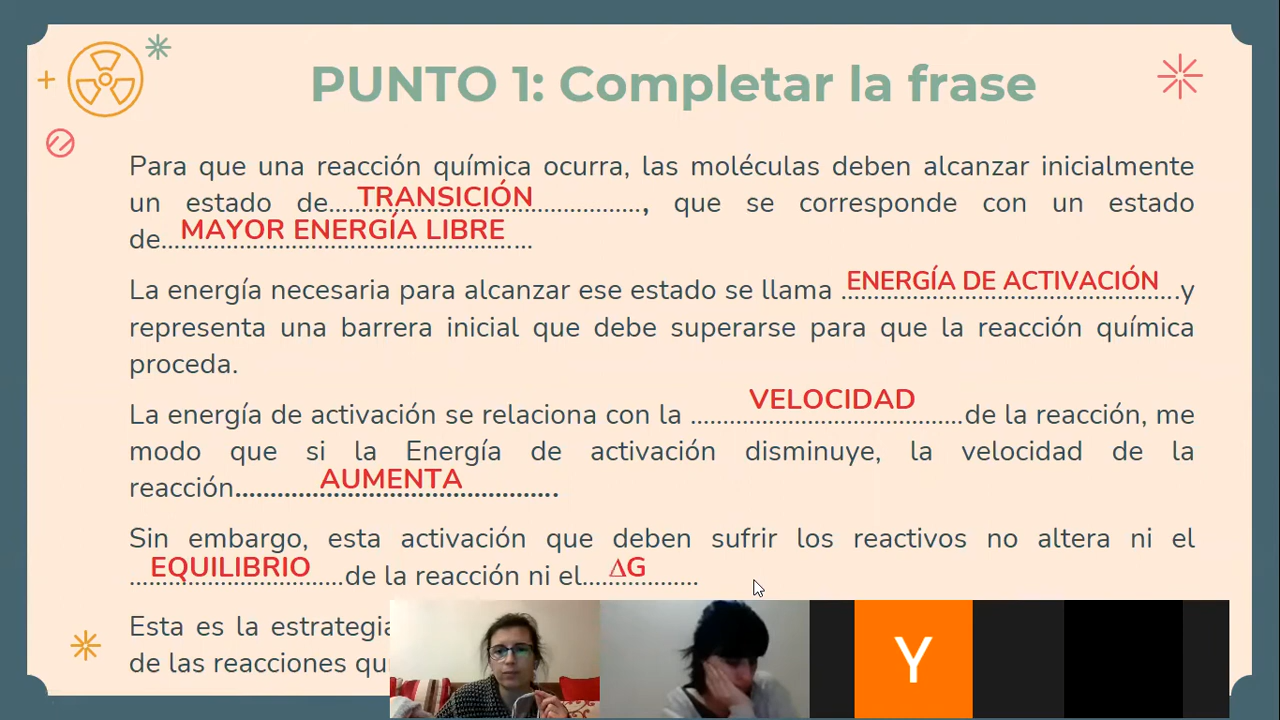 PUNTO 1: Completar la frase
Para que una reacción química ocurra, las moléculas deben alcanzar inicialmente
un estado de......TRANSICIÓN......, que se corresponde con un estado
de...MAYOR ENERGÍA LIBRE...
La energía necesaria para alcanzar ese estado se llama ...ENERGÍA DE ACTIVACIÓN...y
representa una barrera inicial que debe superarse para que la reacción química
proceda.
La energía de activación se relaciona con la ......VELOCIDAD......de la reacción, me
modo que si la Energía de activación disminuye, la velocidad de la
reacción......AUMENTA......
Sin embargo, esta activación que deben sufrir los reactivos no altera ni el
...EQUILIBRIO...de la reacción ni el...∆G......
Esta es la estrategia
de las reacciones
Y